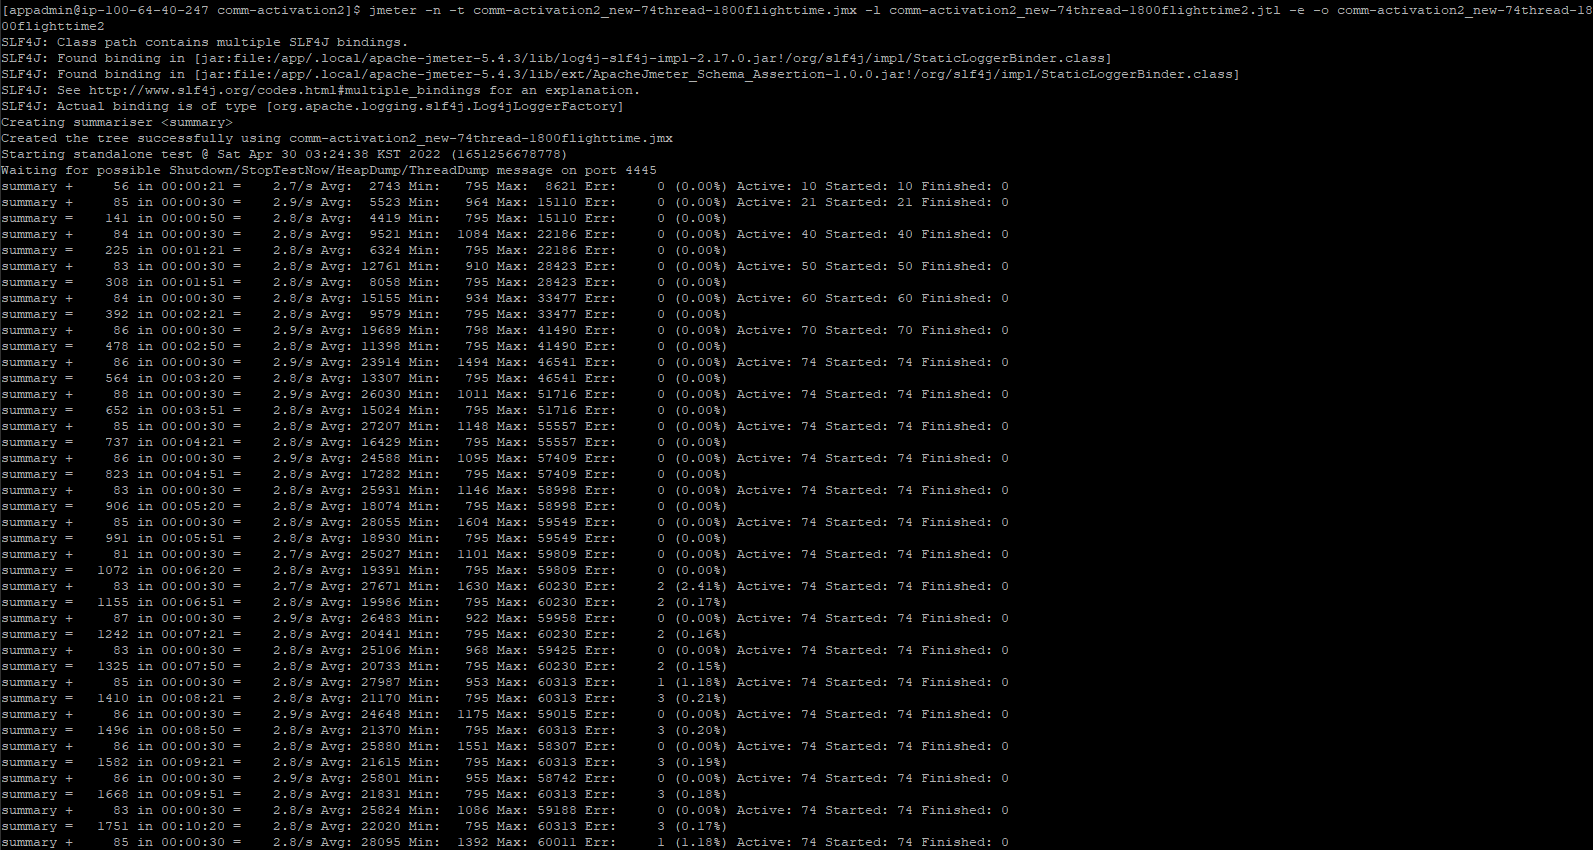 [appadmin@ip-100-64-40-247 comm-activation2]$ jmeter -n -t comm-activation2_new-74thread-1800flighttime.jmx -l comm-activation2_new-74thread-1800flighttime2.jtl -e -o comm-activation2_new-74thread-18
00flighttime2
SLF4J: Class path contains multiple SLF4J bindings.
SLF4J: Found binding in [jar:file:/app/.local/apache-jmeter-5.4.3/lib/log4j-slf4j-impl-2.17.0.jar!/org/slf4j/impl/StaticLoggerBinder.class]
SLF4J: Found binding in [jar:file:/app/.local/apache-jmeter-5.4.3/lib/ext/ApacheJmeter_Schema_Assertion-1.0.0.jar!/org/slf4j/impl/StaticLoggerBinder.class]
SLF4J: See http://www.slf4j.org/codes.html#multiple_bindings for an explanation.
SLF4J: Actual binding is of type [org.apache.logging.slf4j.Log4jLoggerFactory]
Creating summariser <summary>
Created the tree successfully using comm-activation2_new-74thread-1800flighttime.jmx
Starting standalone test @ Sat Apr 30 03:24:38 KST 2022 (1651256678778)
Waiting for possible Shutdown/StopTestNow/HeapDump/ThreadDump message on port 4445
summary +     56 in 00:00:21 =    2.7/s Avg:  2743 Min:   795 Max:  8621 Err:     0 (0.00%) Active: 10 Started: 10 Finished: 0
summary +     85 in 00:00:30 =    2.9/s Avg:  5523 Min:   964 Max: 15110 Err:     0 (0.00%) Active: 21 Started: 21 Finished: 0
summary =    141 in 00:00:50 =    2.8/s Avg:  4419 Min:   795 Max: 15110 Err:     0 (0.00%)
summary +     84 in 00:00:30 =    2.8/s Avg:  9521 Min:  1084 Max: 22186 Err:     0 (0.00%) Active: 40 Started: 40 Finished: 0
summary =    225 in 00:01:21 =    2.8/s Avg:  6324 Min:   795 Max: 22186 Err:     0 (0.00%)
summary +     83 in 00:00:30 =    2.8/s Avg: 12761 Min:   910 Max: 28423 Err:     0 (0.00%) Active: 50 Started: 50 Finished: 0
summary =    308 in 00:01:51 =    2.8/s Avg:  8058 Min:   795 Max: 28423 Err:     0 (0.00%)
summary +     84 in 00:00:30 =    2.8/s Avg: 15155 Min:   934 Max: 33477 Err:     0 (0.00%) Active: 60 Started: 60 Finished: 0
summary =    392 in 00:02:21 =    2.8/s Avg:  9579 Min:   795 Max: 33477 Err:     0 (0.00%)
summary +     86 in 00:00:30 =    2.9/s Avg: 19689 Min:   798 Max: 41490 Err:     0 (0.00%) Active: 70 Started: 70 Finished: 0
summary =    478 in 00:02:50 =    2.8/s Avg: 11398 Min:   795 Max: 41490 Err:     0 (0.00%)
summary +     86 in 00:00:30 =    2.9/s Avg: 23914 Min:  1494 Max: 46541 Err:     0 (0.00%) Active: 74 Started: 74 Finished: 0
summary =    564 in 00:03:20 =    2.8/s Avg: 13307 Min:   795 Max: 46541 Err:     0 (0.00%)
summary +     88 in 00:00:30 =    2.9/s Avg: 26030 Min:  1011 Max: 51716 Err:     0 (0.00%) Active: 74 Started: 74 Finished: 0
summary =    652 in 00:03:51 =    2.8/s Avg: 15024 Min:   795 Max: 51716 Err:     0 (0.00%)
summary +     85 in 00:00:30 =    2.8/s Avg: 27207 Min:  1148 Max: 55557 Err:     0 (0.00%) Active: 74 Started: 74 Finished: 0
summary =    737 in 00:04:21 =    2.8/s Avg: 16429 Min:   795 Max: 55557 Err:     0 (0.00%)
summary +     86 in 00:00:30 =    2.9/s Avg: 24588 Min:  1095 Max: 57409 Err:     0 (0.00%) Active: 74 Started: 74 Finished: 0
summary =    823 in 00:04:51 =    2.8/s Avg: 17282 Min:   795 Max: 57409 Err:     0 (0.00%)
summary +     83 in 00:00:30 =    2.8/s Avg: 25931 Min:  1146 Max: 58998 Err:     0 (0.00%) Active: 74 Started: 74 Finished: 0
summary =    906 in 00:05:20 =    2.8/s Avg: 18074 Min:   795 Max: 58998 Err:     0 (0.00%)
summary +     85 in 00:00:30 =    2.8/s Avg: 28055 Min:  1604 Max: 59549 Err:     0 (0.00%) Active: 74 Started: 74 Finished: 0
summary =    991 in 00:05:51 =    2.8/s Avg: 18930 Min:   795 Max: 59549 Err:     0 (0.00%)
summary +     81 in 00:00:30 =    2.7/s Avg: 25027 Min:  1101 Max: 59809 Err:     0 (0.00%) Active: 74 Started: 74 Finished: 0
summary =   1072 in 00:06:20 =    2.8/s Avg: 19391 Min:   795 Max: 59809 Err:     0 (0.00%)
summary +     83 in 00:00:30 =    2.7/s Avg: 27671 Min:  1630 Max: 60230 Err:     2 (2.41%) Active: 74 Started: 74 Finished: 0
summary =   1155 in 00:06:51 =    2.8/s Avg: 19986 Min:   795 Max: 60230 Err:     2 (0.17%)
summary +     87 in 00:00:30 =    2.9/s Avg: 26483 Min:   922 Max: 59958 Err:     0 (0.00%) Active: 74 Started: 74 Finished: 0
summary =   1242 in 00:07:21 =    2.8/s Avg: 20441 Min:   795 Max: 60230 Err:     2 (0.16%)
summary +     83 in 00:00:30 =    2.8/s Avg: 25106 Min:   968 Max: 59425 Err:     0 (0.00%) Active: 74 Started: 74 Finished: 0
summary =   1325 in 00:07:50 =    2.8/s Avg: 20733 Min:   795 Max: 60230 Err:     2 (0.15%)
summary +     85 in 00:00:30 =    2.8/s Avg: 27987 Min:   953 Max: 60313 Err:     1 (1.18%) Active: 74 Started: 74 Finished: 0
summary =   1410 in 00:08:21 =    2.8/s Avg: 21170 Min:   795 Max: 60313 Err:     3 (0.21%)
summary +     86 in 00:00:30 =    2.9/s Avg: 24648 Min:  1175 Max: 59015 Err:     0 (0.00%) Active: 74 Started: 74 Finished: 0
summary =   1496 in 00:08:50 =    2.8/s Avg: 21370 Min:   795 Max: 60313 Err:     3 (0.20%)
summary +     86 in 00:00:30 =    2.8/s Avg: 25880 Min:  1551 Max: 58307 Err:     0 (0.00%) Active: 74 Started: 74 Finished: 0
summary =   1582 in 00:09:21 =    2.8/s Avg: 21615 Min:   795 Max: 60313 Err:     3 (0.19%)
summary +     86 in 00:00:30 =    2.9/s Avg: 25801 Min:   955 Max: 58742 Err:     0 (0.00%) Active: 74 Started: 74 Finished: 0
summary =   1668 in 00:09:51 =    2.8/s Avg: 21831 Min:   795 Max: 60313 Err:     3 (0.18%)
summary +     83 in 00:00:30 =    2.8/s Avg: 25824 Min:  1086 Max: 59188 Err:     0 (0.00%) Active: 74 Started: 74 Finished: 0
summary =   1751 in 00:10:20 =    2.8/s Avg: 22020 Min:   795 Max: 60313 Err:     3 (0.17%)
summary +     85 in 00:00:30 =    2.8/s Avg: 28095 Min:  1392 Max: 60011 Err:     1 (1.18%) Active: 74 Started: 74 Finished: 0